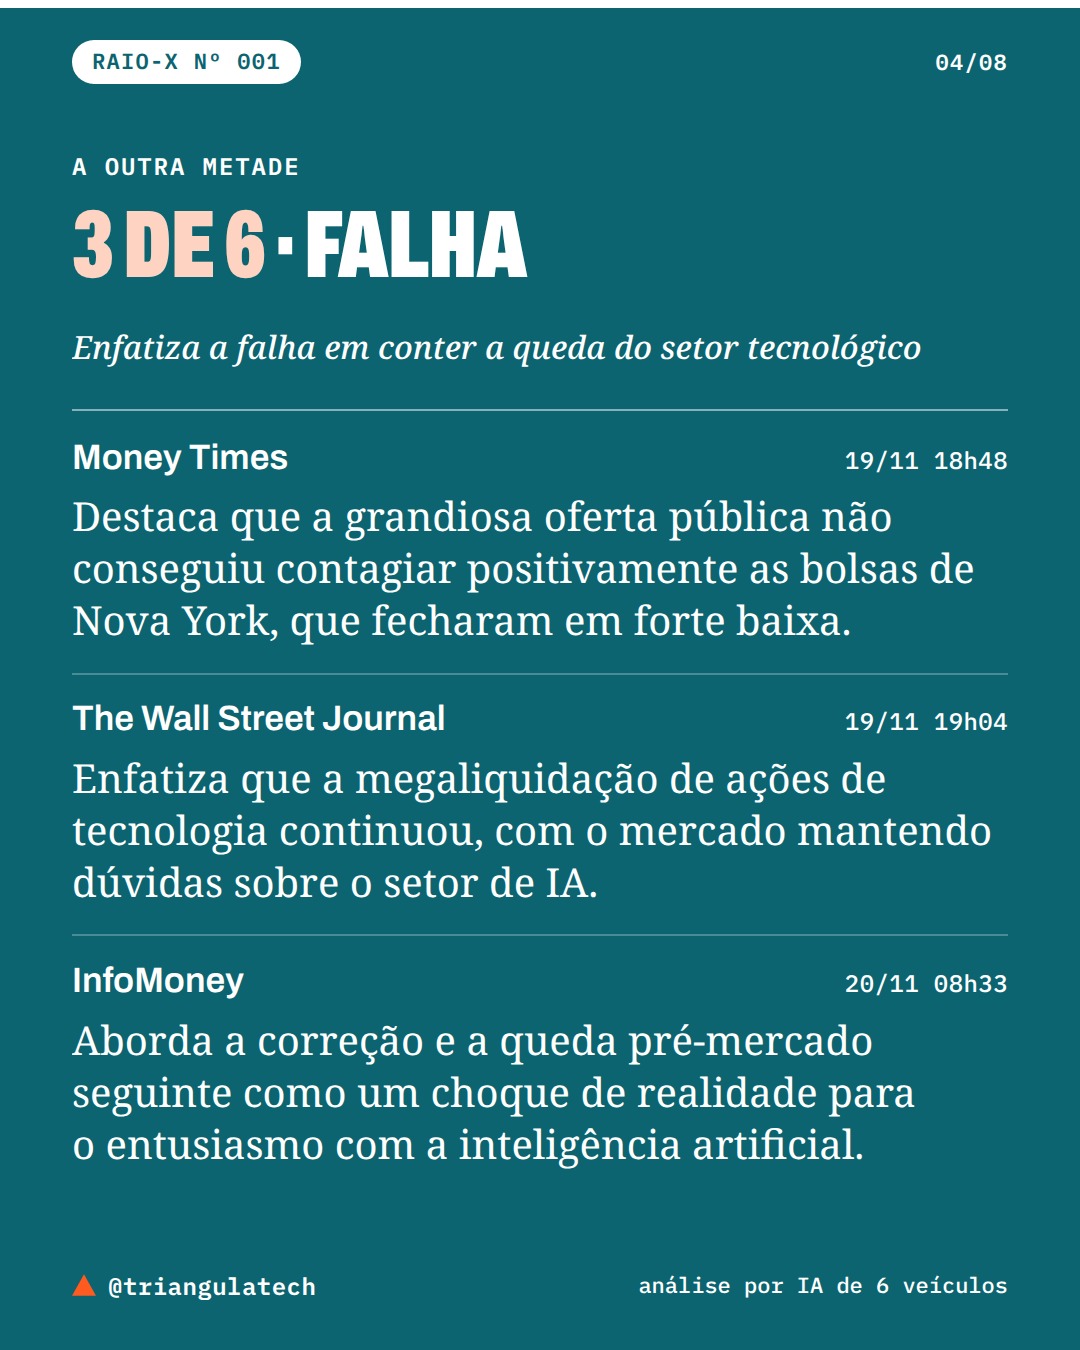 RAIO-X Nº 001
04/08
A OUTRA METADE
3 DE 6 · FALHA
Enfatiza a falha em conter a queda do setor tecnológico
Money Times
19/11 18h48
Destaca que a grandiosa oferta pública não
conseguiu contagiar positivamente as bolsas de
Nova York, que fecharam em forte baixa.
The Wall Street Journal
19/11 19h04
Enfatiza que a megaliquidação de ações de
tecnologia continuou, com o mercado mantendo
dúvidas sobre o setor de IA.
InfoMoney
20/11 08h33
Aborda a correção e a queda pré-mercado
seguinte como um choque de realidade para
o entusiasmo com a inteligência artificial.
@triangulatech
análise por IA de 6 veículos